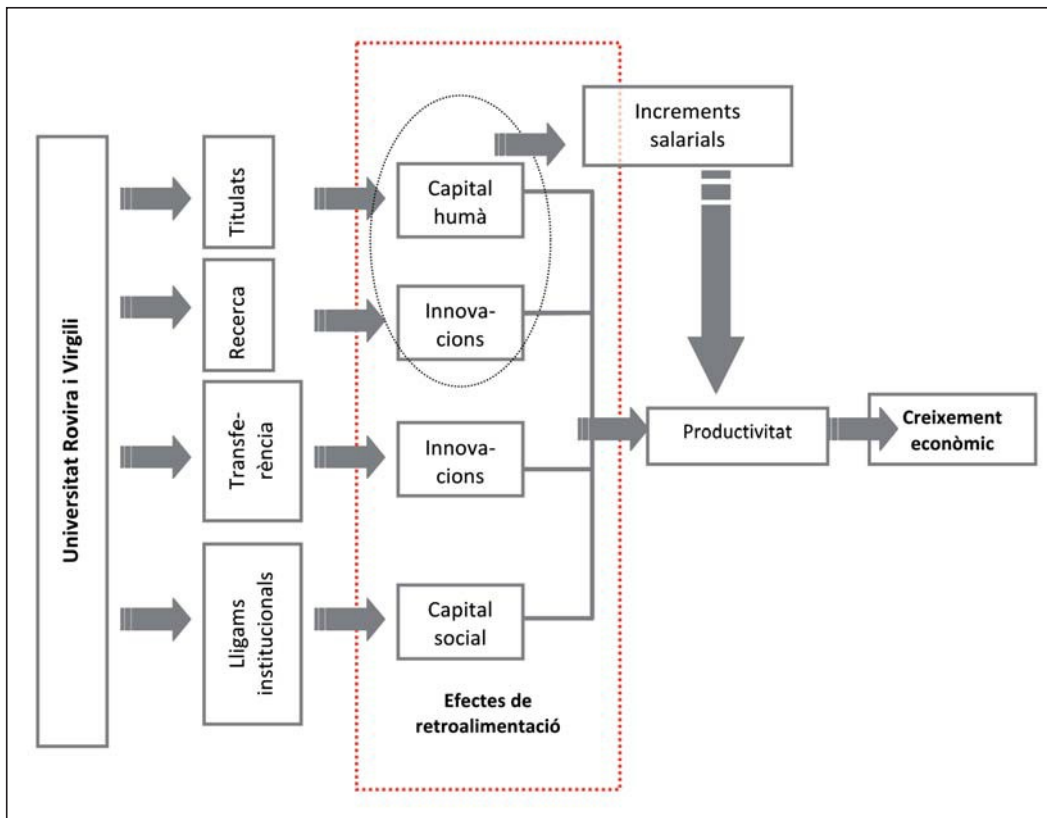 Universitat Rovira i Virgili
Titulats
Recerca
Transfe-
rència
Lligams
institucionals
Capital
humà
Innova-
cions
Innova-
cions
Capital
social
Efectes de
retroalimentació
Increments
salarials
Productivitat
Creixement
econòmic